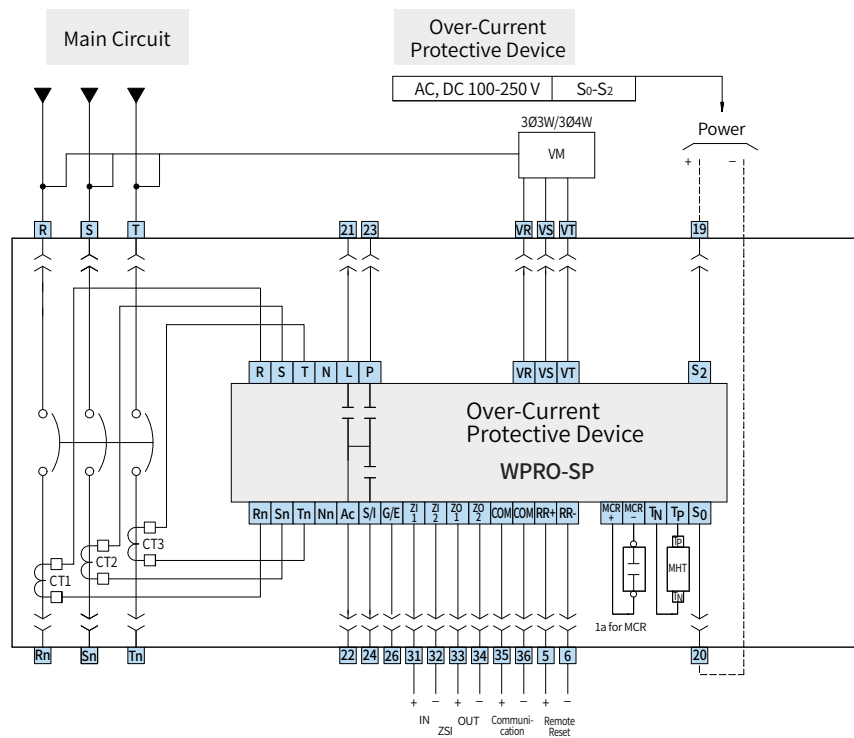 Main Circuit
Over-Current
Protective Device
AC, DC 100-250 V S0-S2
3Ø3W/3Ø4W
VM
Power
+ −
R S T 21 23 VR VS VT 19
R S T N L P VR VS VT S2
Over-Current
Protective Device
WPRO-SP
Rn Sn Tn Nn Ac S/I G/E ZI 1 ZI 2 ZO 1 ZO 2 COM COM RR+ RR- MCR + MCR − TN TP S0
CT1 CT2 CT3
TP
MHT
TN
1a for MCR
Rn Sn Tn 22 24 26 31 32 33 34 35 36 5 6 20
+ − + − + − + −
IN OUT Communi- Remote
ZSI cation Reset